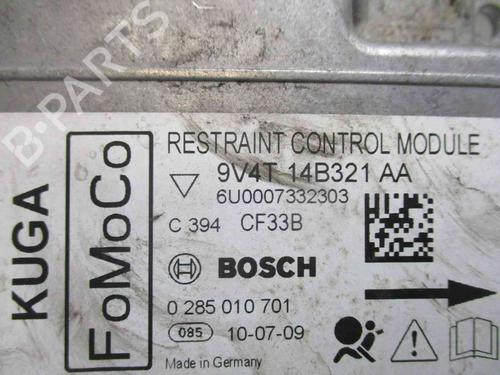 B-PARTS
RESTRAINT CONTROL MODULE
9V4T 14B321 AA
6U0007332303
C 394 CF33B
BOSCH
0 285 010 701
085 10-07-09
Made in Germany
KUGA
FoMoCo